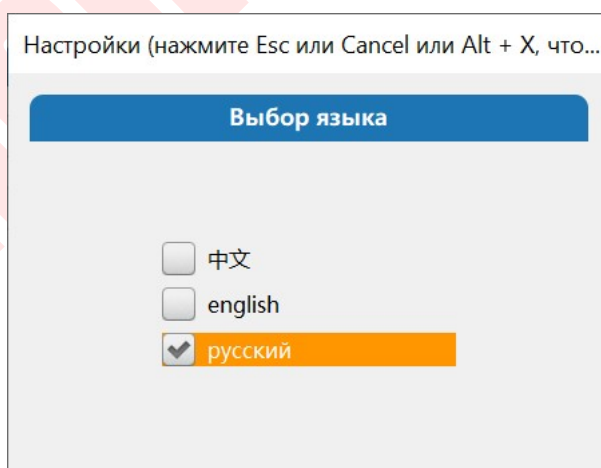 Настройки (нажмите Esc или Cancel или Alt + X, что...
Выбор языка
中文
english
русский